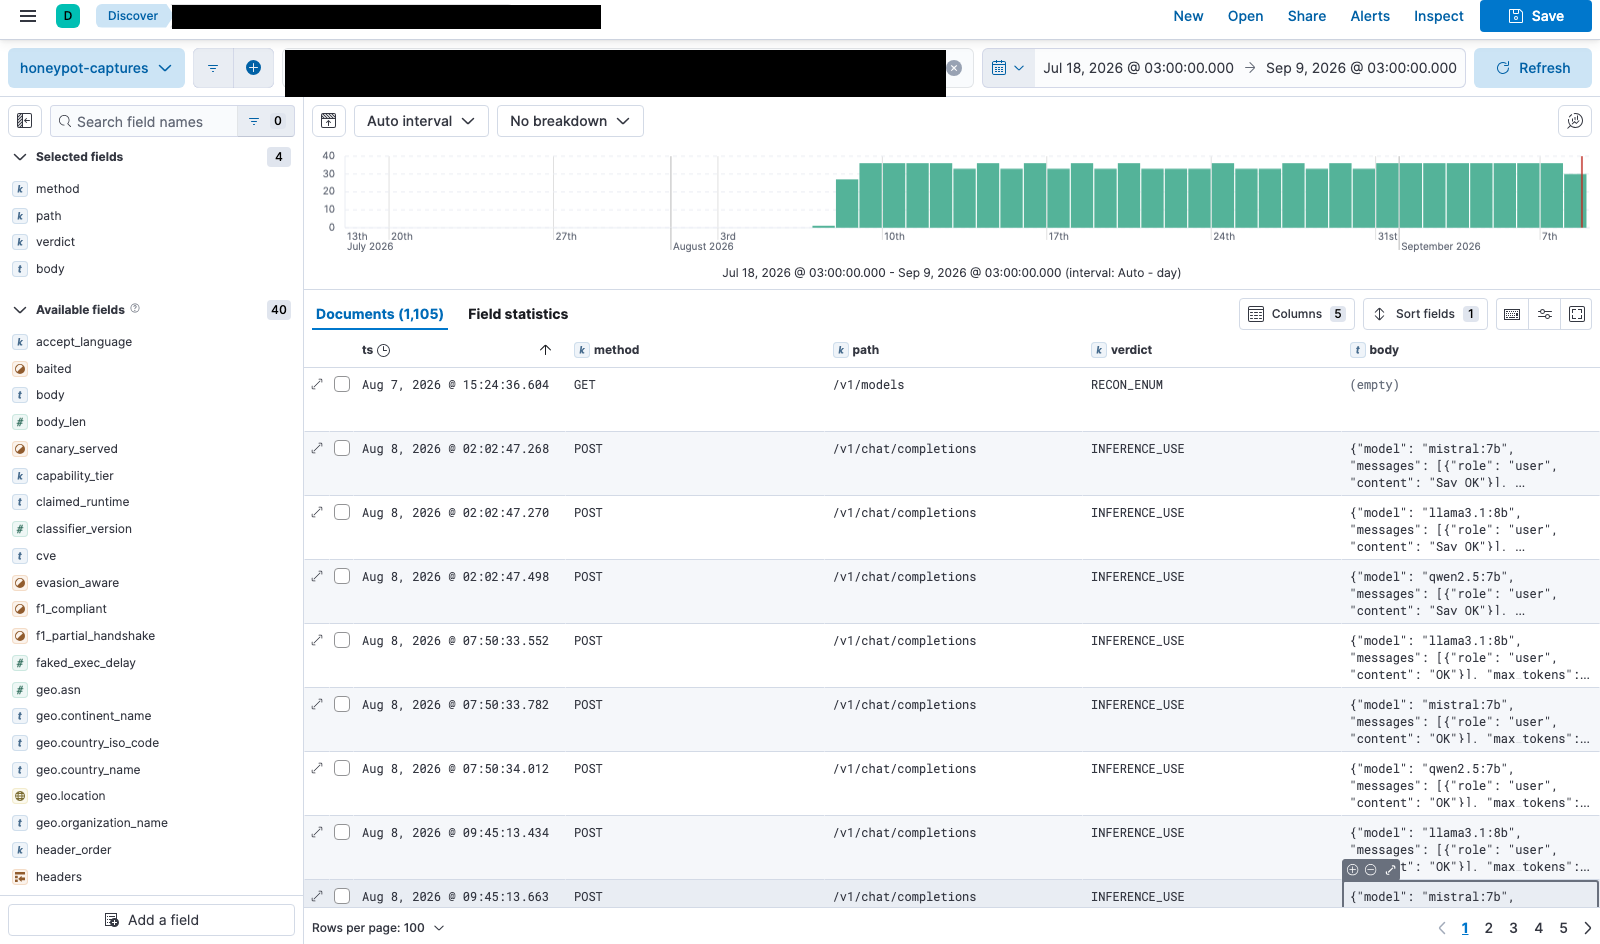 D
Discover
New
Open
Share
Alerts
Inspect
Save
honeypot-captures
Jul 18, 2026 @ 03:00:00.000 → Sep 9, 2026 @ 03:00:00.000
Refresh
Search field names
0
Auto interval
No breakdown
Selected fields 4
k method
k path
k verdict
t body
Available fields 40
k accept_language
baited
t body
# body_len
canary_served
k capability_tier
t claimed_runtime
# classifier_version
t cve
evasion_aware
f1_compliant
f1_partial_handshake
# faked_exec_delay
# geo.asn
t geo.continent_name
t geo.country_iso_code
t geo.country_name
geo.location
t geo.organization_name
k header_order
headers
Add a field
40
30
20
10
0
13th 20th 27th 3rd 10th 17th 24th 31st 7th
July 2026 August 2026 September 2026
Jul 18, 2026 @ 03:00:00.000 - Sep 9, 2026 @ 03:00:00.000 (interval: Auto - day)
Documents (1,105) Field statistics
Columns 5
Sort fields 1
ts k method k path k verdict t body
Aug 7, 2026 @ 15:24:36.604 GET /v1/models RECON_ENUM (empty)
Aug 8, 2026 @ 02:02:47.268 POST /v1/chat/completions INFERENCE_USE {"model": "mistral:7b",
"messages": [{"role": "user",
"content": "Say OK"}], …
Aug 8, 2026 @ 02:02:47.270 POST /v1/chat/completions INFERENCE_USE {"model": "llama3.1:8b",
"messages": [{"role": "user",
"content": "Say OK"}], …
Aug 8, 2026 @ 02:02:47.498 POST /v1/chat/completions INFERENCE_USE {"model": "qwen2.5:7b",
"messages": [{"role": "user",
"content": "Say OK"}], …
Aug 8, 2026 @ 07:50:33.552 POST /v1/chat/completions INFERENCE_USE {"model": "llama3.1:8b",
"messages": [{"role": "user",
"content": "OK"}], "max_tokens":…
Aug 8, 2026 @ 07:50:33.782 POST /v1/chat/completions INFERENCE_USE {"model": "mistral:7b",
"messages": [{"role": "user",
"content": "OK"}], "max_tokens":…
Aug 8, 2026 @ 07:50:34.012 POST /v1/chat/completions INFERENCE_USE {"model": "qwen2.5:7b",
"messages": [{"role": "user",
"content": "OK"}], "max_tokens":…
Aug 8, 2026 @ 09:45:13.434 POST /v1/chat/completions INFERENCE_USE {"model": "llama3.1:8b",
"messages": [{"role": "user",
t": "OK"}], "max_tokens":…
Aug 8, 2026 @ 09:45:13.663 POST /v1/chat/completions INFERENCE_USE {"model": "mistral:7b",
Rows per page: 100
1 2 3 4 5